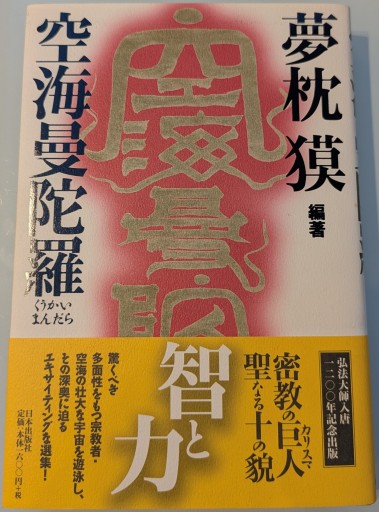 夢枕 獏
編著
空海曼陀羅
くうかい
まんだら
空海曼陀
弘法大師入唐
一二〇〇年記念出版
密教の巨人
カリスマ
聖なる十の貌
智と
力
驚くべき
多面性をもつ宗教者・
空海の壮大な宇宙を遊泳し、
その深奥に迫る
エキサイティングな選集!
日本出版社
定価・本体一六〇〇円+税